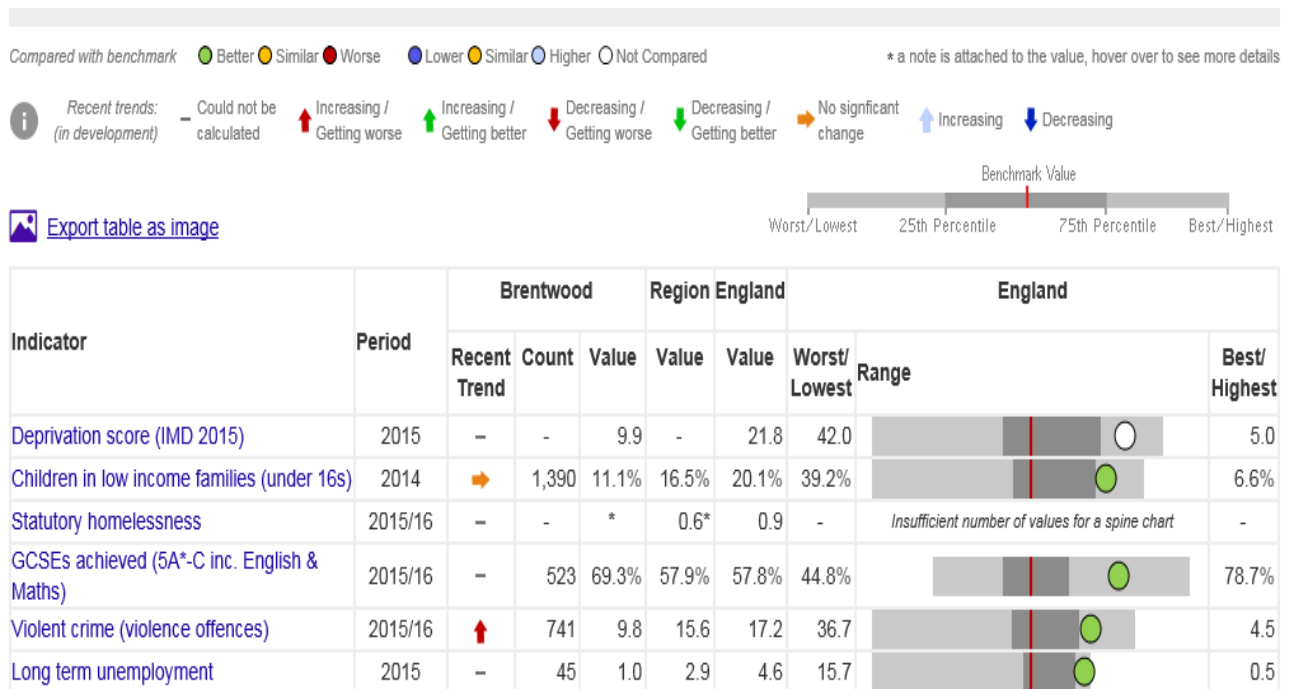 Compared with benchmark Better Similar Worse Lower Similar Higher Not Compared * a note is attached to the value, hover over to see more details
Recent trends: Could not be Increasing / Increasing / Decreasing / Decreasing / No signficant
(in development) – calculated Getting worse Getting better Getting worse Getting better change Increasing Decreasing
Benchmark Value
Export table as image Worst/Lowest 25th Percentile 75th Percentile Best/Highest
Brentwood Region England England
Indicator Period Recent Trend Count Value Value Value Worst/ Lowest Range Best/ Highest
Deprivation score (IMD 2015) 2015 – - 9.9 - 21.8 42.0 5.0
Children in low income families (under 16s) 2014 1,390 11.1% 16.5% 20.1% 39.2% 6.6%
Statutory homelessness 2015/16 – - * 0.6* 0.9 - Insufficient number of values for a spine chart -
GCSEs achieved (5A*-C inc. English &
Maths) 2015/16 – 523 69.3% 57.9% 57.8% 44.8% 78.7%
Violent crime (violence offences) 2015/16 741 9.8 15.6 17.2 36.7 4.5
Long term unemployment 2015 – 45 1.0 2.9 4.6 15.7 0.5